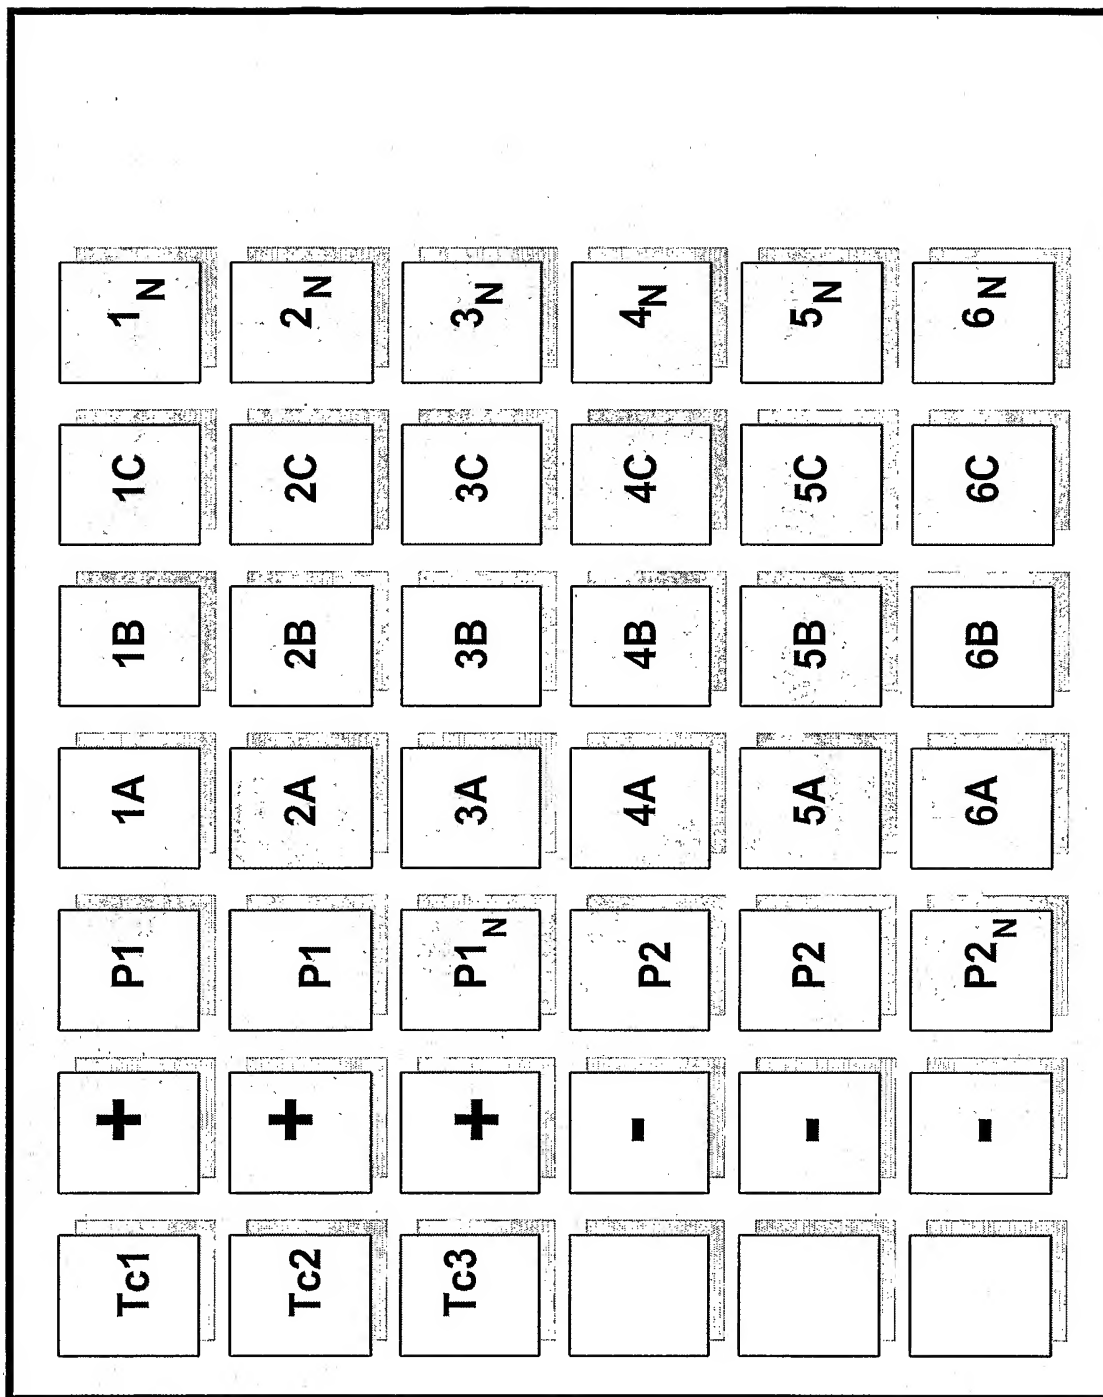 Tc1 + P1 1A 1B 1C 1N
Tc2 + P1 2A 2B 2C 2N
Tc3 + P1N 3A 3B 3C 3N
- P2 4A 4B 4C 4N
- P2 5A 5B 5C 5N
- P2N 6A 6B 6C 6N